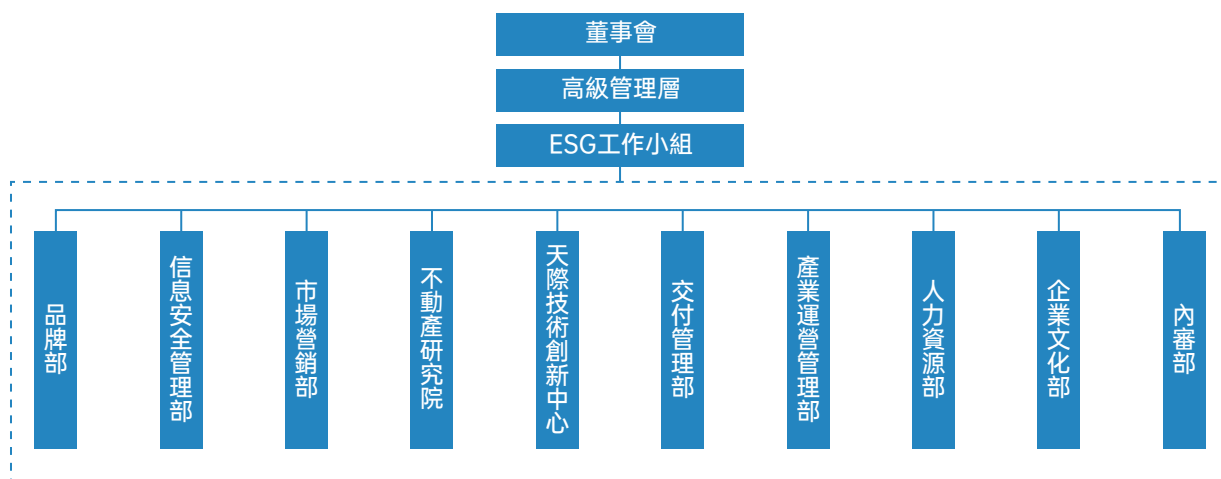 董事會
高級管理層
ESG工作小組
品牌部
信息安全管理部
市場營銷部
不動產研究院
天際技術創新中心
交付管理部
產業運營管理部
人力資源部
企業文化部
內審部